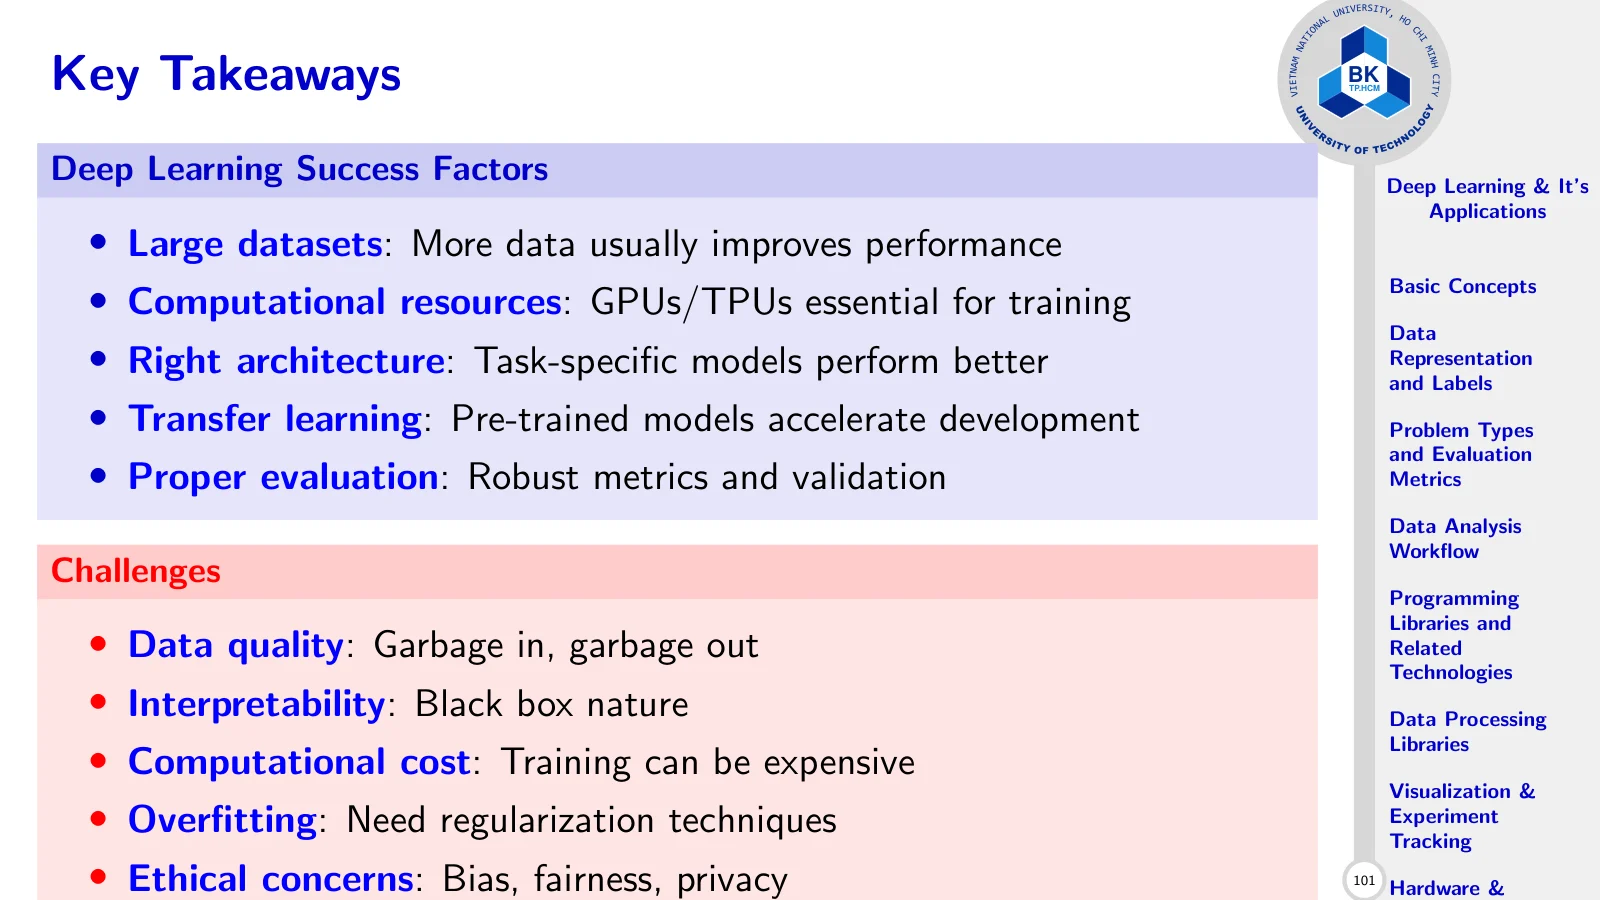 Key Takeaways
Deep Learning Success Factors
• Large datasets: More data usually improves performance
• Computational resources: GPUs/TPUs essential for training
• Right architecture: Task-specific models perform better
• Transfer learning: Pre-trained models accelerate development
• Proper evaluation: Robust metrics and validation
Challenges
• Data quality: Garbage in, garbage out
• Interpretability: Black box nature
• Computational cost: Training can be expensive
• Overfitting: Need regularization techniques
• Ethical concerns: Bias, fairness, privacy
VIETNAM NATIONAL UNIVERSITY, HO CHI MINH CITY
BK
TP.HCM
UNIVERSITY OF TECHNOLOGY
Deep Learning & It's
Applications
Basic Concepts
Data
Representation
and Labels
Problem Types
and Evaluation
Metrics
Data Analysis
Workflow
Programming
Libraries and
Related
Technologies
Data Processing
Libraries
Visualization &
Experiment
Tracking
Hardware &
101